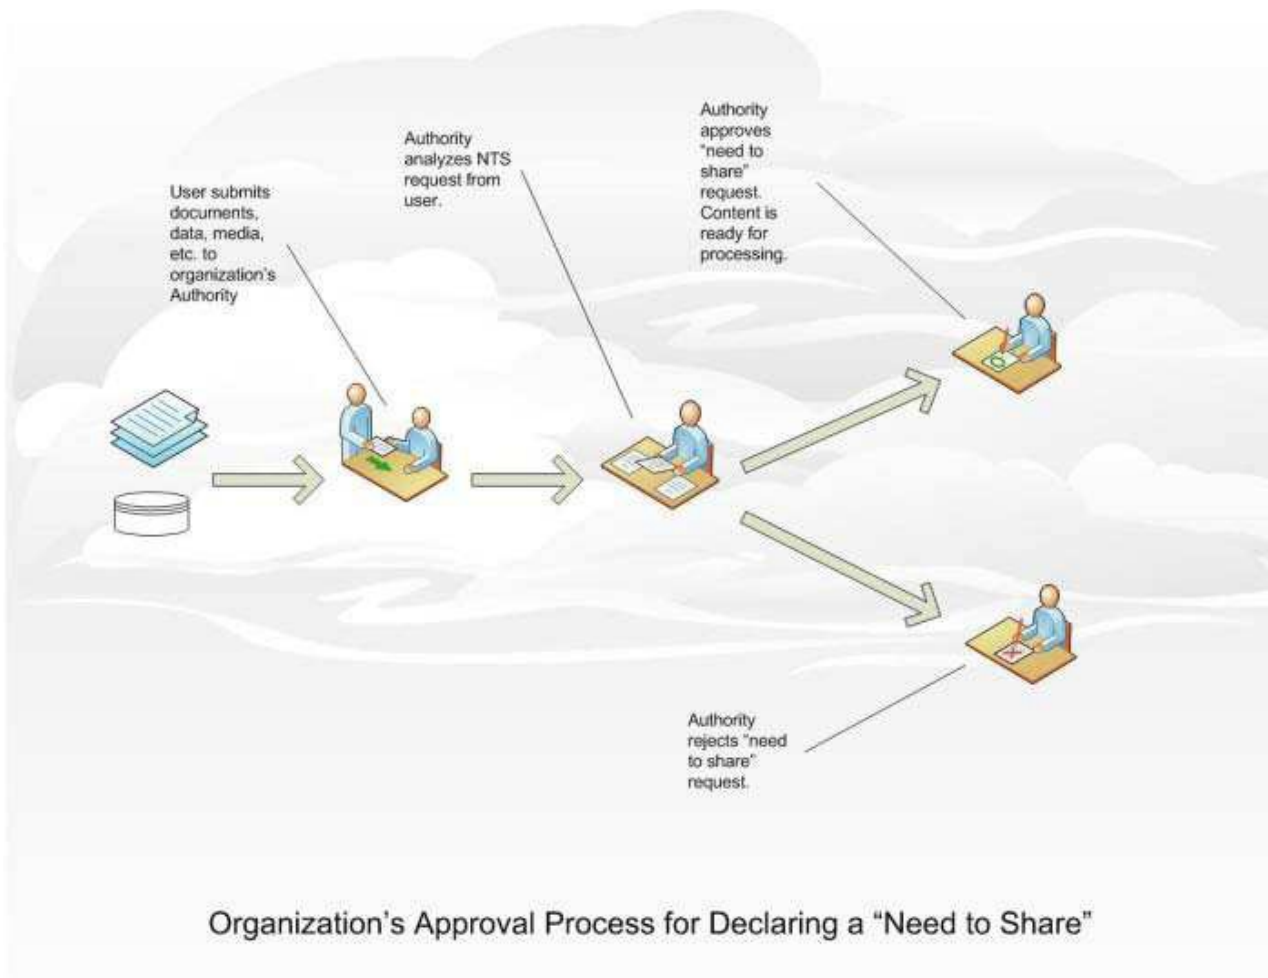 User submits
documents,
data, media,
etc. to
organization's
Authority
Authority
analyzes NTS
request from
user.
Authority
approves
“need to
share”
request.
Content is
ready for
processing.
Authority
rejects “need
to share”
request.
Organization's Approval Process for Declaring a “Need to Share”